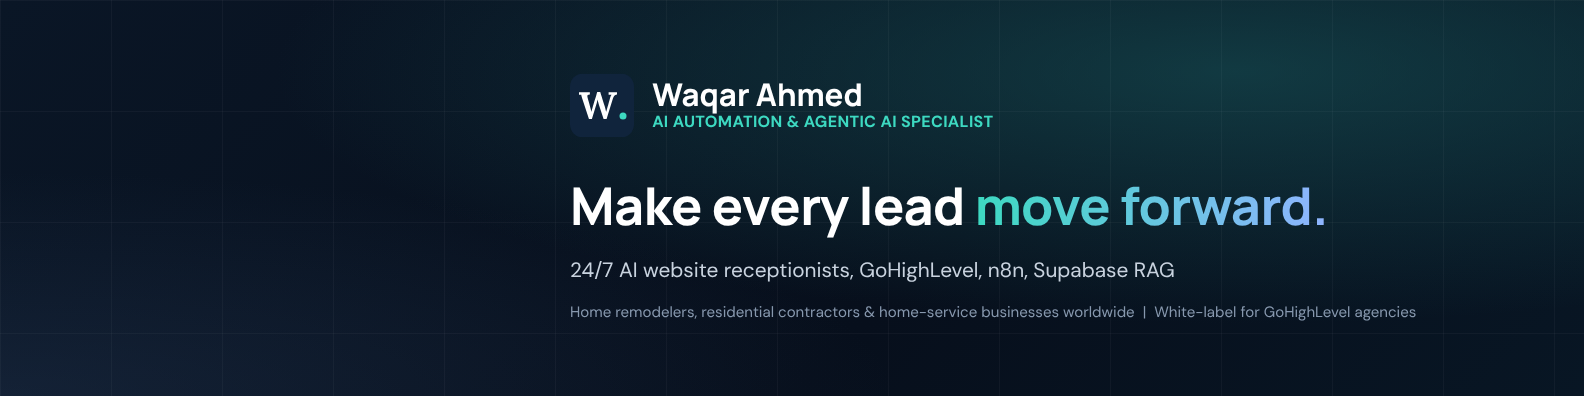 W.
Waqar Ahmed
AI AUTOMATION & AGENTIC AI SPECIALIST
Make every lead move forward.
24/7 AI website receptionists, GoHighLevel, n8n, Supabase RAG
Home remodelers, residential contractors & home-service businesses worldwide | White-label for GoHighLevel agencies